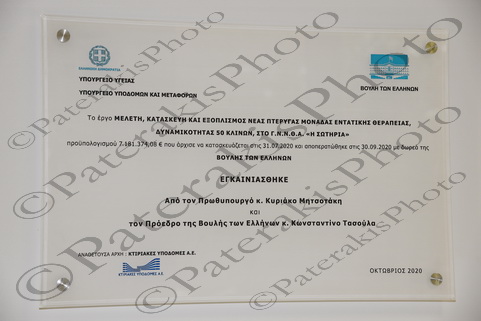 ΕΛΛΗΝΙΚΗ ΔΗΜΟΚΡΑΤΙΑ
ΥΠΟΥΡΓΕΙΟ ΥΓΕΙΑΣ
ΥΠΟΥΡΓΕΙΟ ΥΠΟΔΟΜΩΝ ΚΑΙ ΜΕΤΑΦΟΡΩΝ
ΒΟΥΛΗ ΤΩΝ ΕΛΛΗΝΩΝ
Το έργο ΜΕΛΕΤΗ, ΚΑΤΑΣΚΕΥΗ ΚΑΙ ΕΞΟΠΛΙΣΜΟΣ ΝΕΑΣ ΠΤΕΡΥΓΑΣ ΜΟΝΑΔΑΣ ΕΝΤΑΤΙΚΗΣ ΘΕΡΑΠΕΙΑΣ,
ΔΥΝΑΜΙΚΟΤΗΤΑΣ 50 ΚΛΙΝΩΝ, ΣΤΟ Γ.Ν.Ν.Θ.Α. «Η ΣΩΤΗΡΙΑ»
προϋπολογισμού 7.181.374,08 € που άρχισε να κατασκευάζεται στις 31.07.2020 και αποπερατώθηκε στις 30.09.2020 με δωρεά της
ΒΟΥΛΗΣ ΤΩΝ ΕΛΛΗΝΩΝ
ΕΓΚΑΙΝΙΑΣΘΗΚΕ
Από τον Πρωθυπουργό κ. Κυριάκο Μητσοτάκη
και
τον Πρόεδρο της Βουλής των Ελλήνων κ. Κωνσταντίνο Τασούλα
ΑΝΑΘΕΤΟΥΣΑ ΑΡΧΗ : ΚΤΙΡΙΑΚΕΣ ΥΠΟΔΟΜΕΣ Α.Ε.
ΚΤΙΡΙΑΚΕΣ ΥΠΟΔΟΜΕΣ Α.Ε.
ΟΚΤΩΒΡΙΟΣ 2020
©PaterakisPhoto
©PaterakisPhoto
©PaterakisPhoto